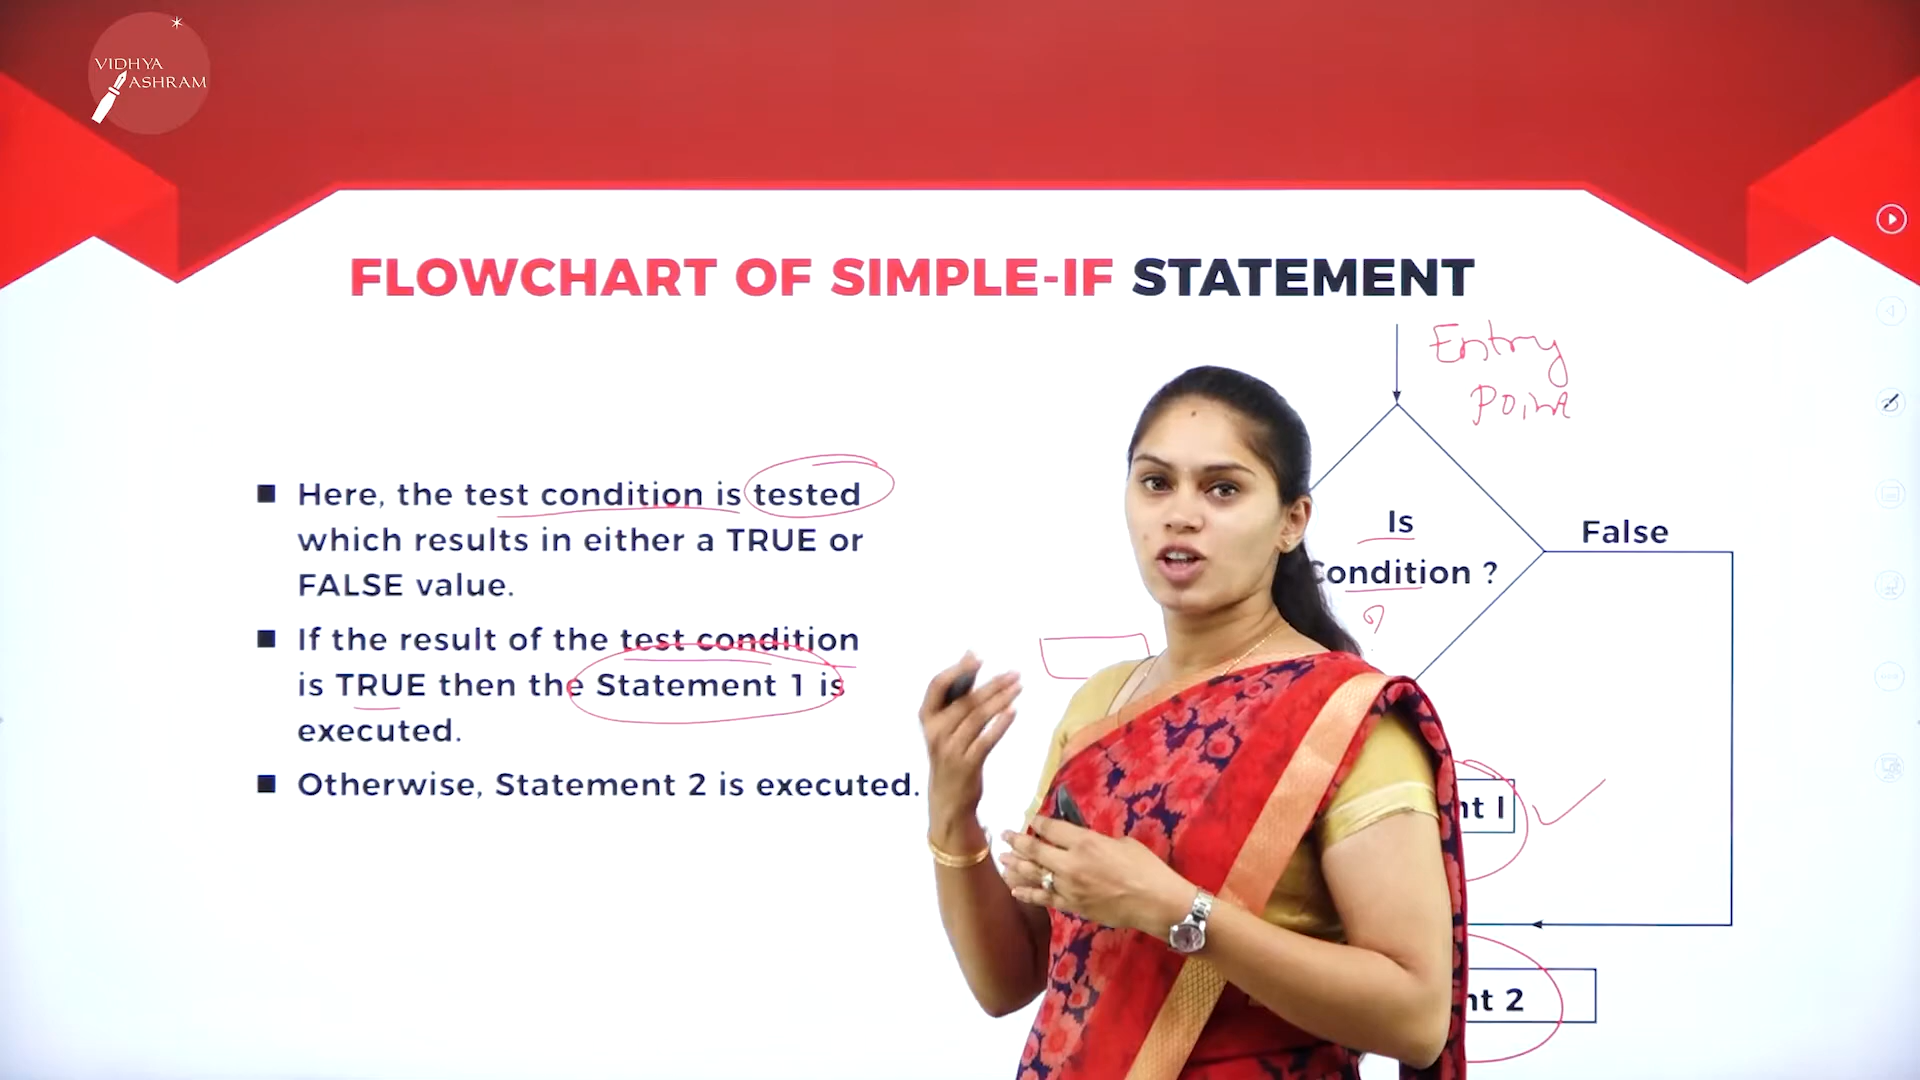 VIDHYA
ASHRAM
FLOWCHART OF SIMPLE-IF STATEMENT
Entry
Point
Here, the test condition is tested
which results in either a TRUE or
FALSE value.
If the result of the test condition
is TRUE then the Statement 1 is
executed.
Otherwise, Statement 2 is executed.
Is
Condition ?
False
nt 1
nt 2